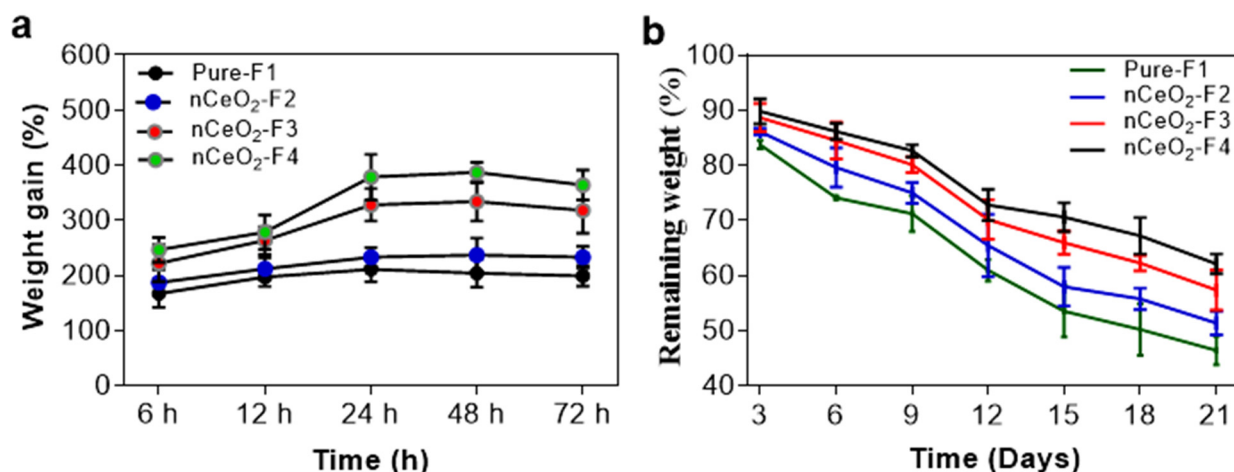 a
Weight gain (%)
600
500
400
300
200
100
0
Pure-F1
nCeO₂-F2
nCeO₂-F3
nCeO₂-F4
6 h 12 h 24 h 48 h 72 h
Time (h)
b
Remaining weight (%)
100
90
80
70
60
50
40
Pure-F1
nCeO₂-F2
nCeO₂-F3
nCeO₂-F4
3 6 9 12 15 18 21
Time (Days)